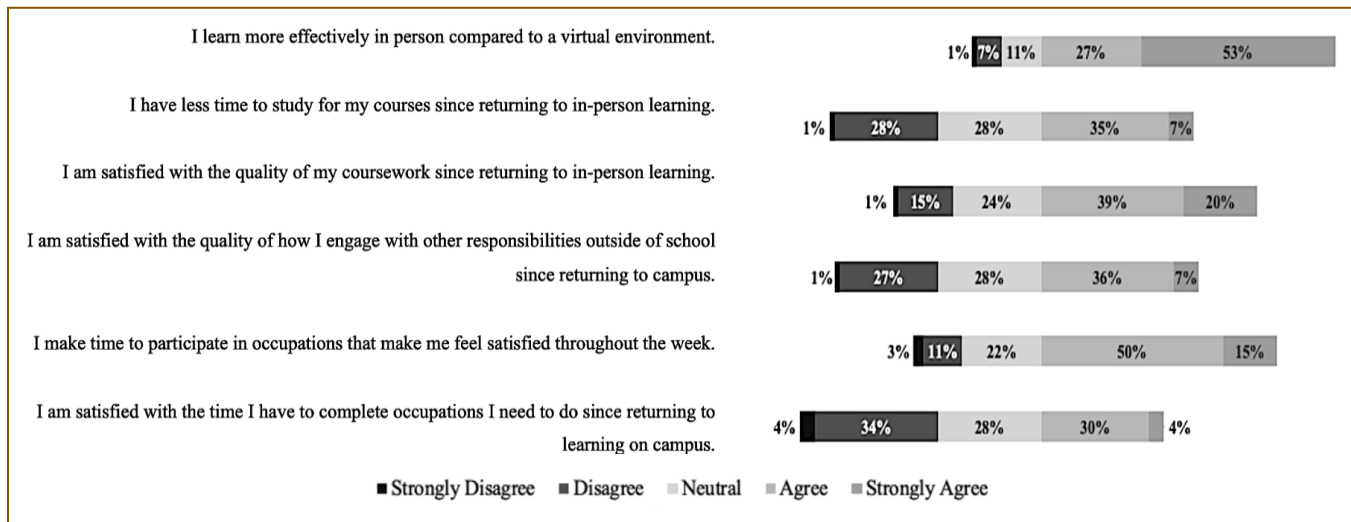 I learn more effectively in person compared to a virtual environment.
1% 7% 11% 27% 53%
I have less time to study for my courses since returning to in-person learning.
1% 28% 28% 35% 7%
I am satisfied with the quality of my coursework since returning to in-person learning.
1% 15% 24% 39% 20%
I am satisfied with the quality of how I engage with other responsibilities outside of school
since returning to campus.
1% 27% 28% 36% 7%
I make time to participate in occupations that make me feel satisfied throughout the week.
3% 11% 22% 50% 15%
I am satisfied with the time I have to complete occupations I need to do since returning to
learning on campus.
4% 34% 28% 30% 4%
Strongly Disagree Disagree Neutral Agree Strongly Agree